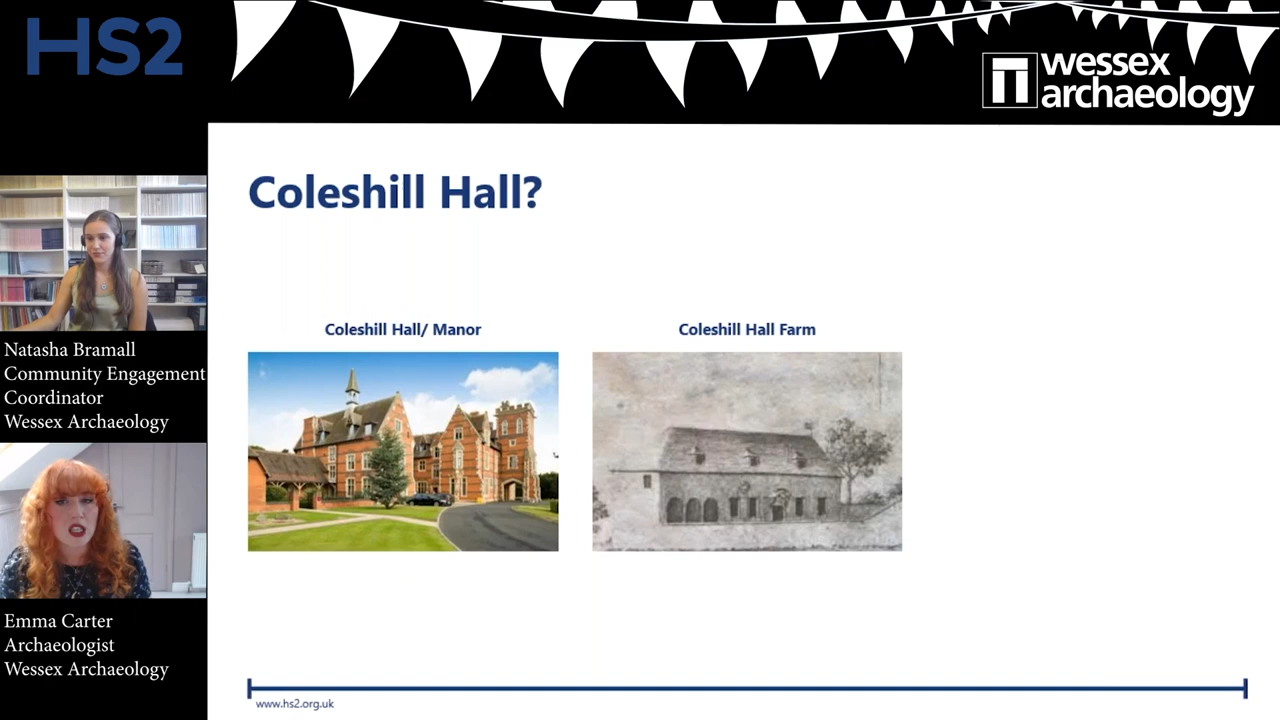 HS2
wessex
archaeology
Coleshill Hall?
Coleshill Hall/ Manor
Coleshill Hall Farm
Natasha Bramall
Community Engagement
Coordinator
Wessex Archaeology
Emma Carter
Archaeologist
Wessex Archaeology
www.hs2.org.uk